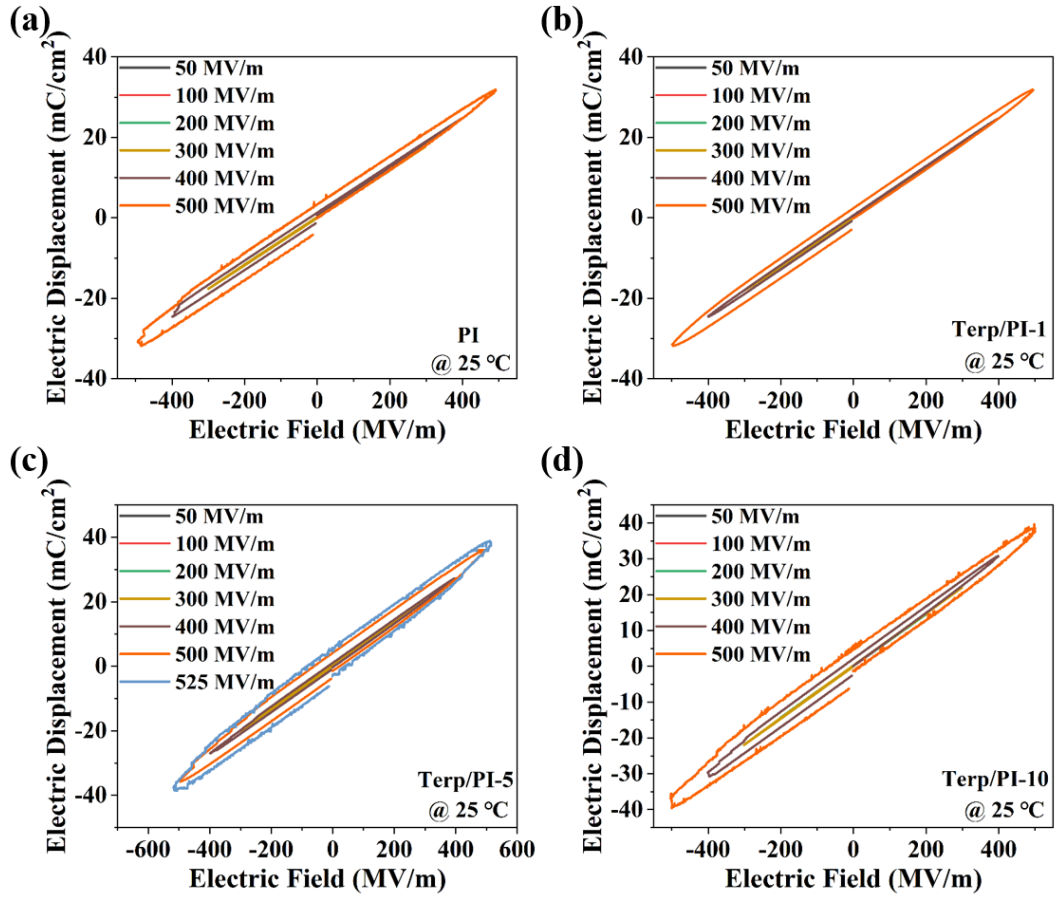 (a)
Electric Displacement (mC/cm²)
40
20
0
-20
-40
50 MV/m
100 MV/m
200 MV/m
300 MV/m
400 MV/m
500 MV/m
PI
@ 25 ℃
-400 -200 0 200 400
Electric Field (MV/m)
(b)
Electric Displacement (mC/cm²)
40
20
0
-20
-40
50 MV/m
100 MV/m
200 MV/m
300 MV/m
400 MV/m
500 MV/m
Terp/PI-1
@ 25 ℃
-400 -200 0 200 400
Electric Field (MV/m)
(c)
Electric Displacement (mC/cm²)
40
20
0
-20
-40
50 MV/m
100 MV/m
200 MV/m
300 MV/m
400 MV/m
500 MV/m
525 MV/m
Terp/PI-5
@ 25 ℃
-600 -400 -200 0 200 400 600
Electric Field (MV/m)
(d)
Electric Displacement (mC/cm²)
40
30
20
10
0
-10
-20
-30
-40
50 MV/m
100 MV/m
200 MV/m
300 MV/m
400 MV/m
500 MV/m
Terp/PI-10
@ 25 ℃
-400 -200 0 200 400
Electric Field (MV/m)